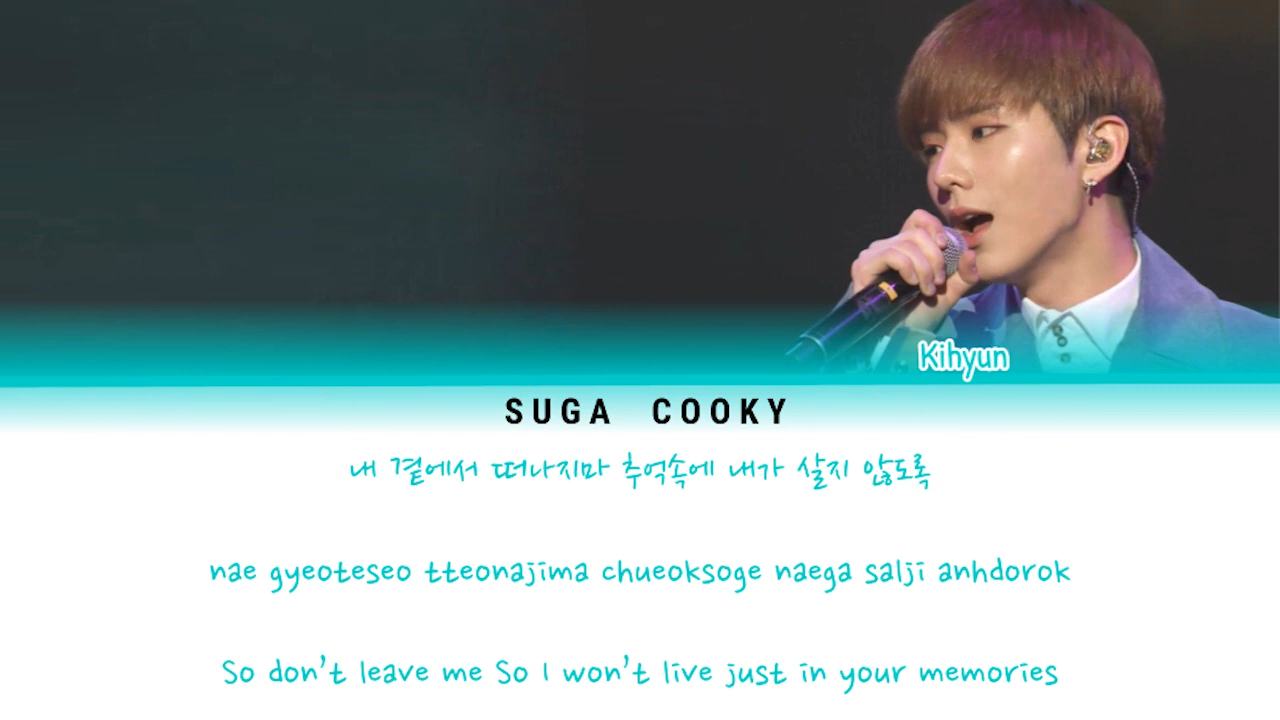 Kihyun
SUGA COOKY
내 곁에서 떠나지마 추억속에 내가 살지 않도록
nae gyeoteseo tteonajima chueoksoge naega salji anhdorok
So don't leave me So I won't live just in your memories